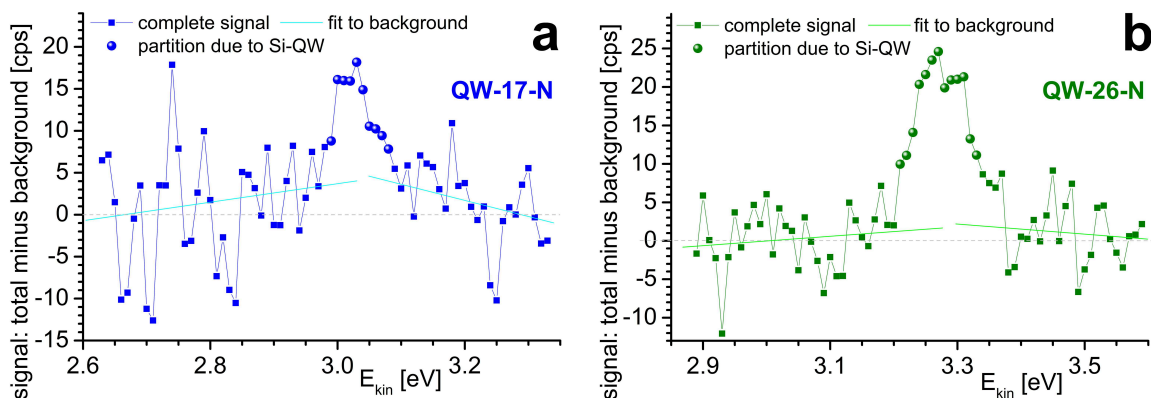 complete signal fit to background
partition due to Si-QW
a
QW-17-N
signal: total minus background [cps]
20
15
10
5
0
-5
-10
-15
2.6 2.8 3.0 3.2
E_kin [eV]
complete signal fit to background
partition due to Si-QW
b
QW-26-N
signal: total minus background [cps]
25
20
15
10
5
0
-5
-10
2.9 3.1 3.3 3.5
E_kin [eV]